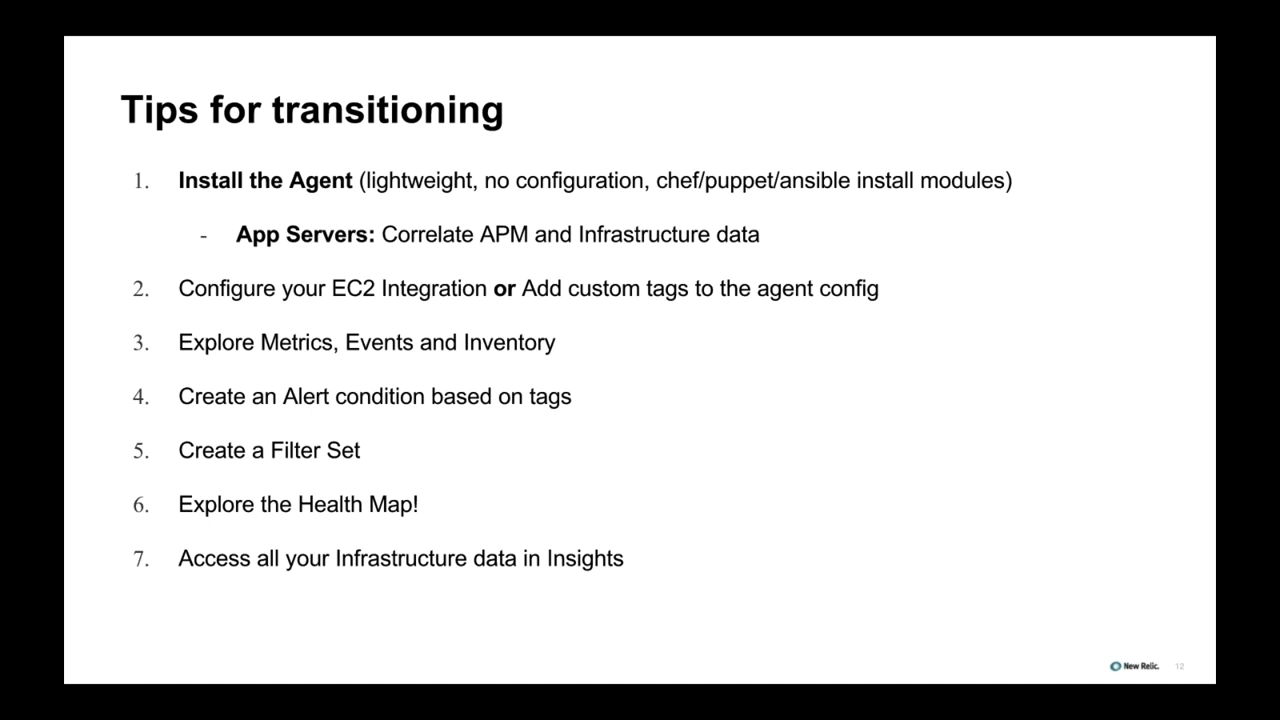 Tips for transitioning
1. Install the Agent (lightweight, no configuration, chef/puppet/ansible install modules)
- App Servers: Correlate APM and Infrastructure data
2. Configure your EC2 Integration or Add custom tags to the agent config
3. Explore Metrics, Events and Inventory
4. Create an Alert condition based on tags
5. Create a Filter Set
6. Explore the Health Map!
7. Access all your Infrastructure data in Insights
New Relic. 12